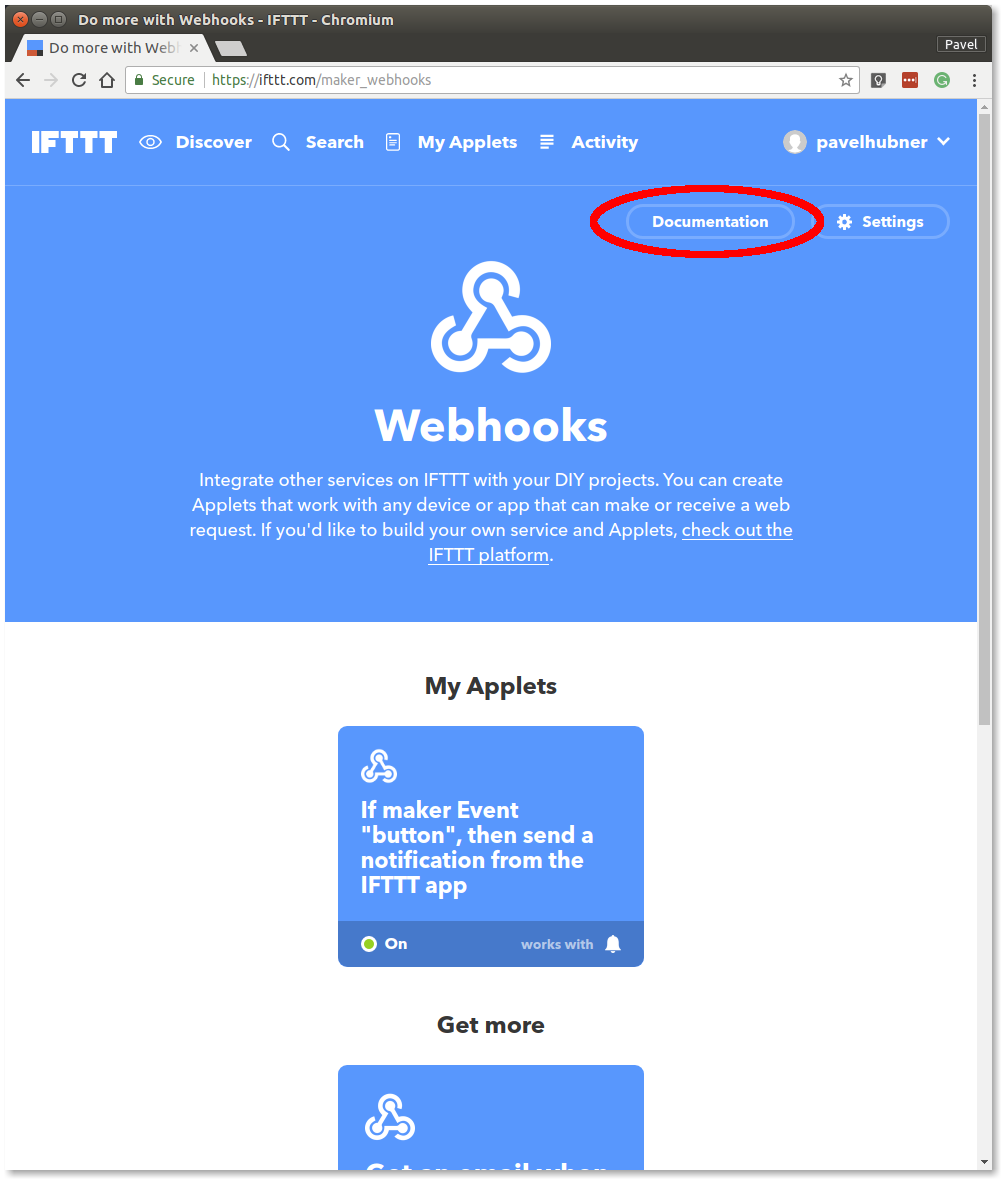 Do more with Webhooks - IFTTT - Chromium
Do more with Webh
Pavel
Secure https://ifttt.com/maker_webhooks
IFTTT Discover Search My Applets Activity pavelhubner
Documentation Settings
Webhooks
Integrate other services on IFTTT with your DIY projects. You can create
Applets that work with any device or app that can make or receive a web
request. If you'd like to build your own service and Applets, check out the
IFTTT platform.
My Applets
If maker Event
"button", then send a
notification from the
IFTTT app
On works with
Get more
Get an email when